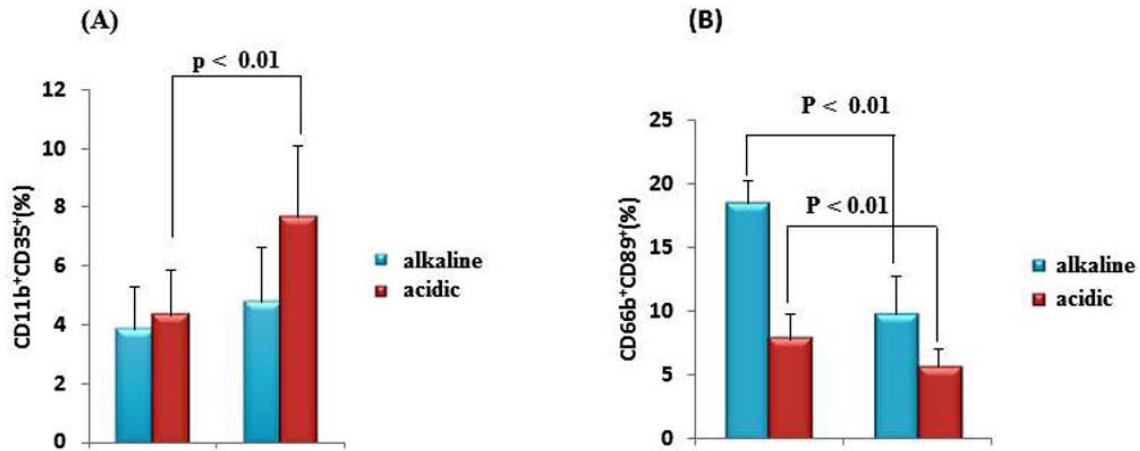 (A)
p < 0.01
12
10
8
6
4
2
0
CD11b⁺CD35⁺(%)
alkaline
acidic
(B)
P < 0.01
P < 0.01
25
20
15
10
5
0
CD66b⁺CD89⁺(%)
alkaline
acidic